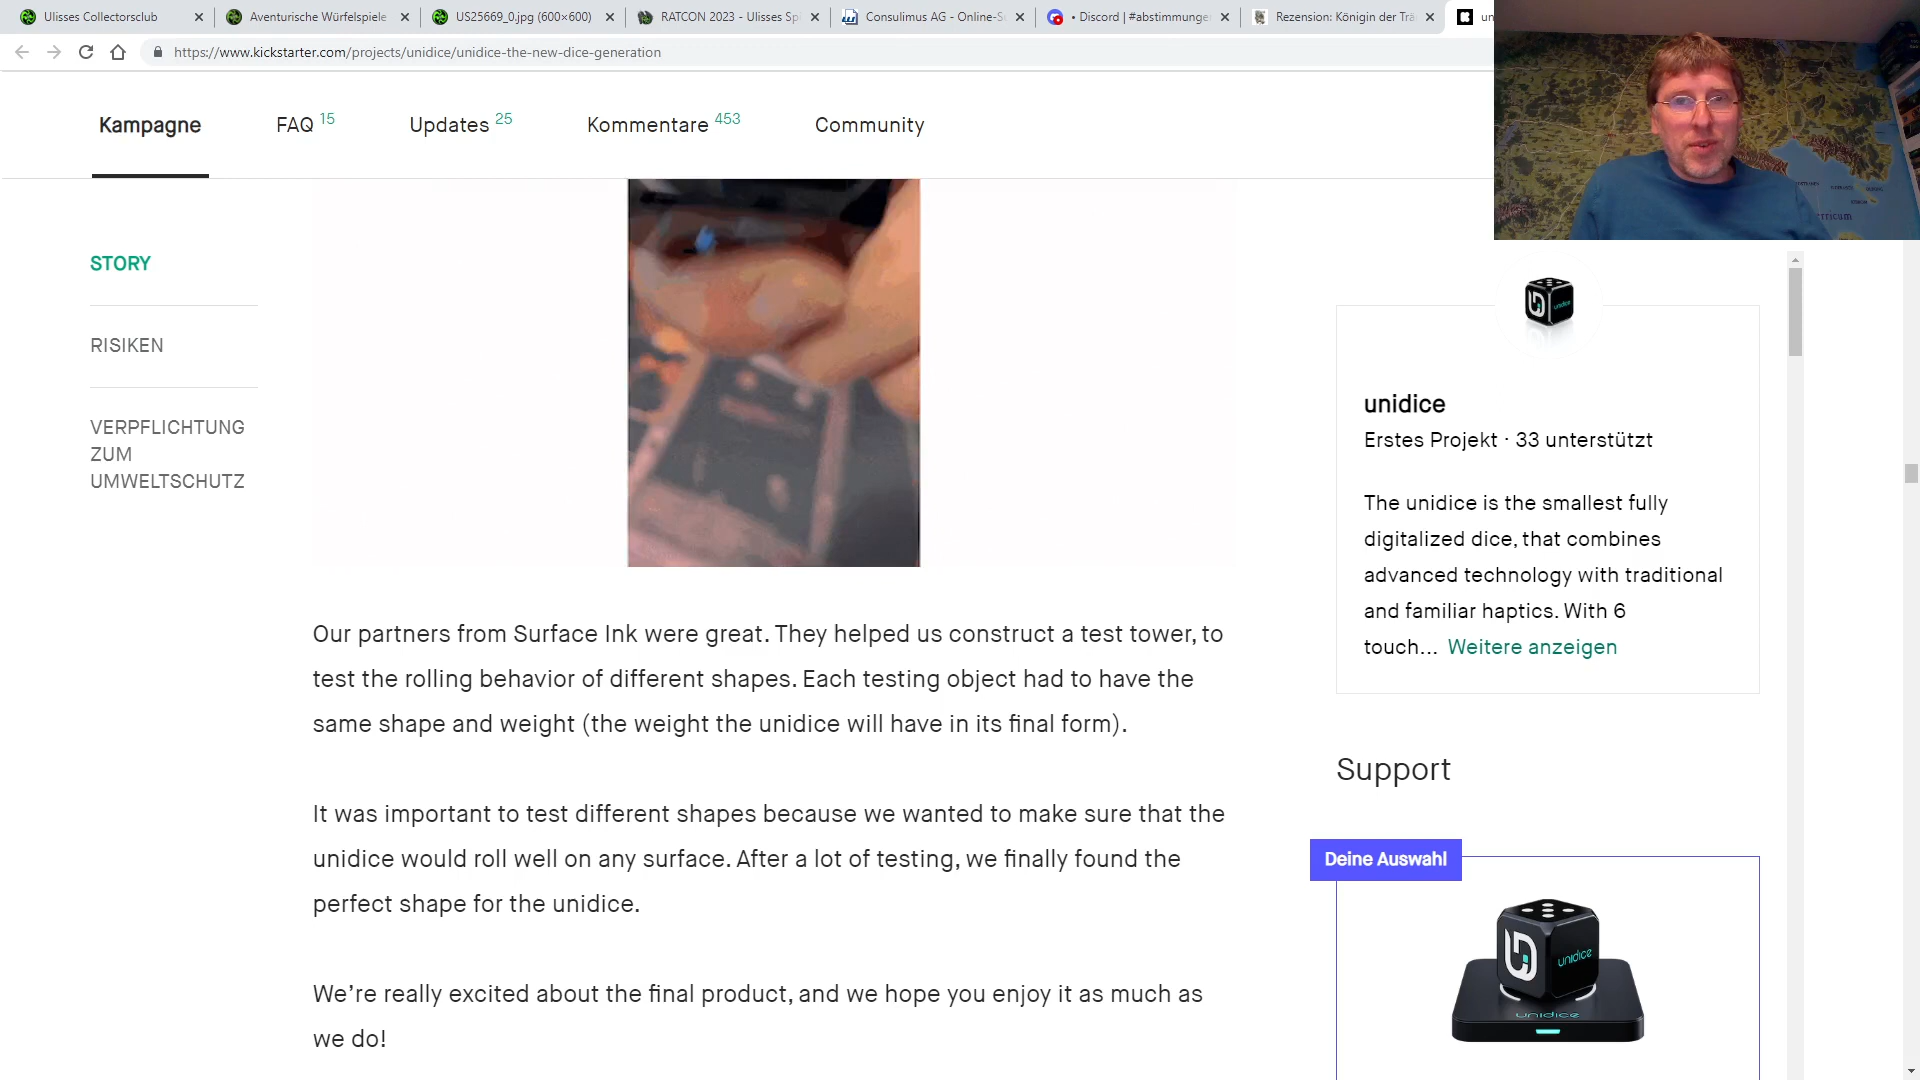 Ulisses Collectorsclub
Aventurische Würfelspiele
US25669_0.jpg (600×600)
RATCON 2023 - Ulisses Sp
Consulimus AG - Online-S
• Discord | #abstimmunge
Rezension: Königin der Trä
un
https://www.kickstarter.com/projects/unidice/unidice-the-new-dice-generation
Kampagne
FAQ 15
Updates 25
Kommentare 453
Community
STORY
RISIKEN
VERPFLICHTUNG
ZUM
UMWELTSCHUTZ
Our partners from Surface Ink were great. They helped us construct a test tower, to
test the rolling behavior of different shapes. Each testing object had to have the
same shape and weight (the weight the unidice will have in its final form).
It was important to test different shapes because we wanted to make sure that the
unidice would roll well on any surface. After a lot of testing, we finally found the
perfect shape for the unidice.
We’re really excited about the final product, and we hope you enjoy it as much as
we do!
unidice
Erstes Projekt · 33 unterstützt
The unidice is the smallest fully
digitalized dice, that combines
advanced technology with traditional
and familiar haptics. With 6
touch... Weitere anzeigen
Support
Deine Auswahl
unidice
unidice